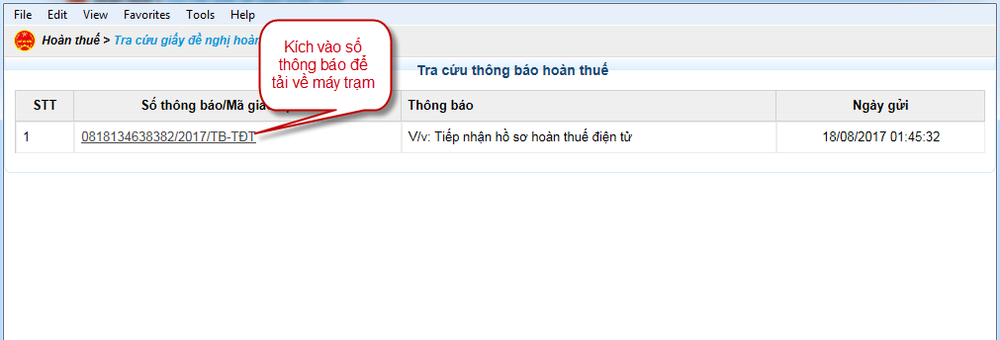 File Edit View Favorites Tools Help
Hoàn thuế > Tra cứu giấy đề nghị hoàn
Kích vào số
thông báo để
tải về máy trạm
Tra cứu thông báo hoàn thuế
STT Số thông báo/Mã Thông báo Ngày gửi
1 0818134638382/2017/TB-TĐT V/v: Tiếp nhận hồ sơ hoàn thuế điện tử 18/08/2017 01:45:32